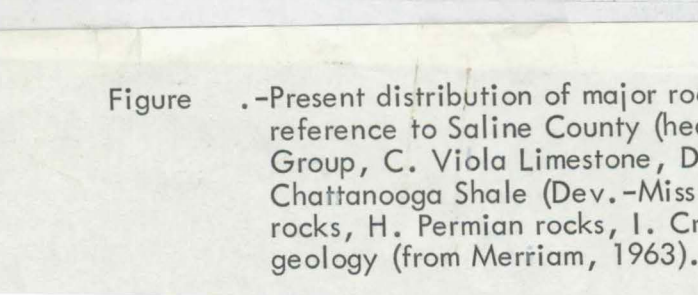 Figure .-Present distribution of major ro
reference to Saline County (hea
Group, C. Viola Limestone, D
Chattanooga Shale (Dev.-Miss
rocks, H. Permian rocks, I. Cr
geology (from Merriam, 1963).